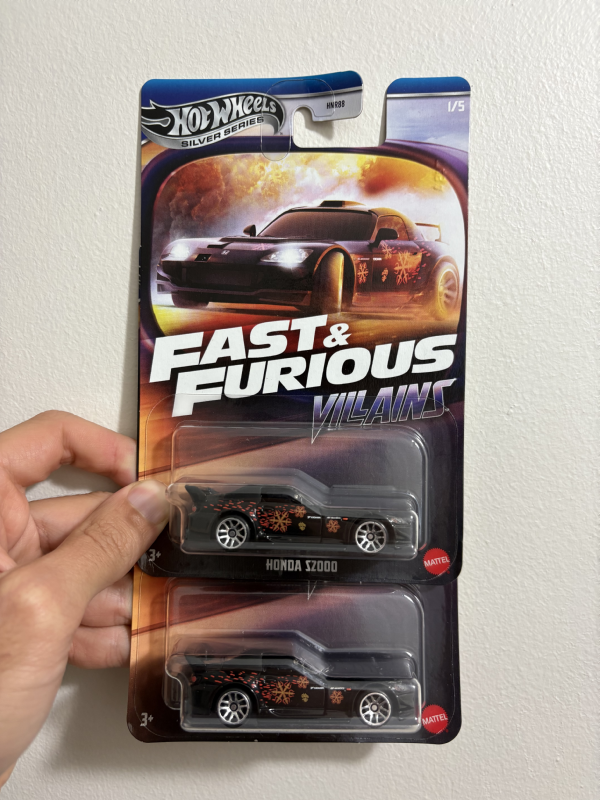 HOT WHEELS
SILVER SERIES
HNR88
1/5
FAST &
FURIOUS
VILLAINS
3+
HONDA S2000
MATTEL
3+
MATTEL